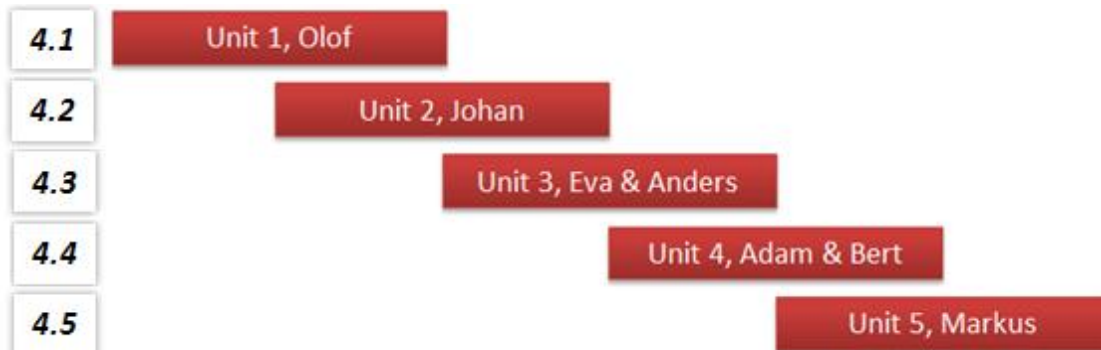 4.1 Unit 1, Olof
4.2 Unit 2, Johan
4.3 Unit 3, Eva & Anders
4.4 Unit 4, Adam & Bert
4.5 Unit 5, Markus